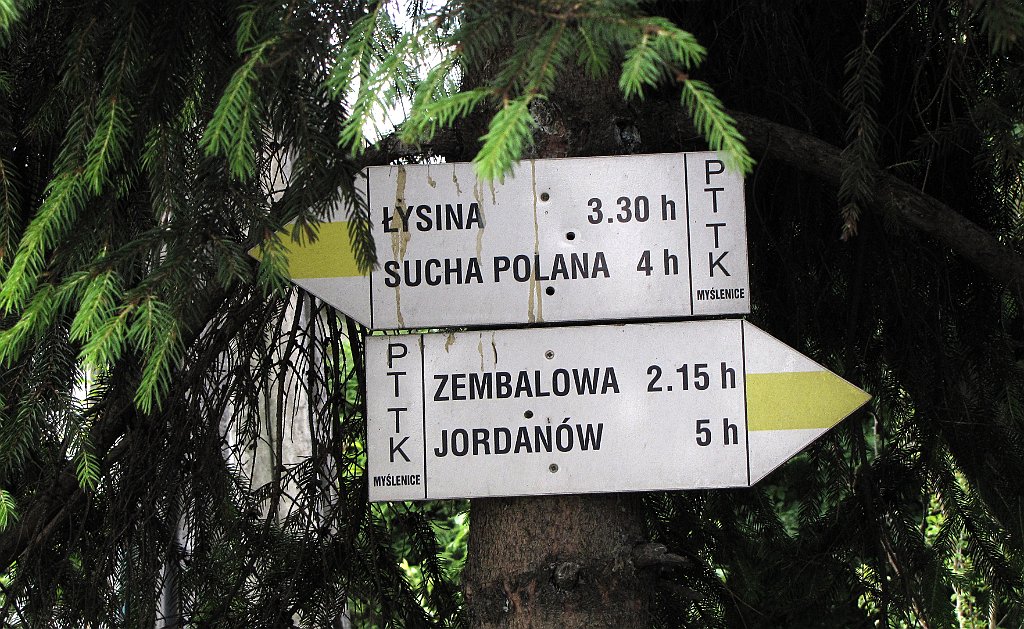 ŁYSINA 3.30 h
SUCHA POLANA 4 h
PTTK
MYŚLENICE
PTTK
MYŚLENICE
ZEMBALOWA 2.15 h
JORDANÓW 5 h